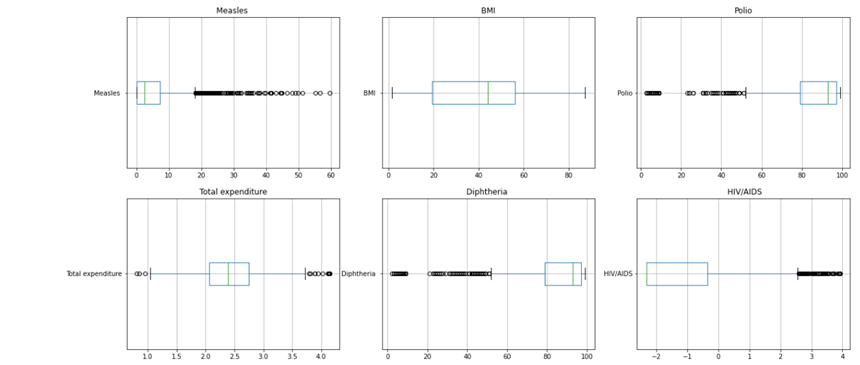 Measles
Measles
0 10 20 30 40 50 60
BMI
BMI
0 20 40 60 80
Polio
Polio
0 20 40 60 80 100
Total expenditure
Total expenditure
1.0 1.5 2.0 2.5 3.0 3.5 4.0
Diphtheria
Diphtheria
0 20 40 60 80 100
HIV/AIDS
HIV/AIDS
−2 −1 0 1 2 3 4